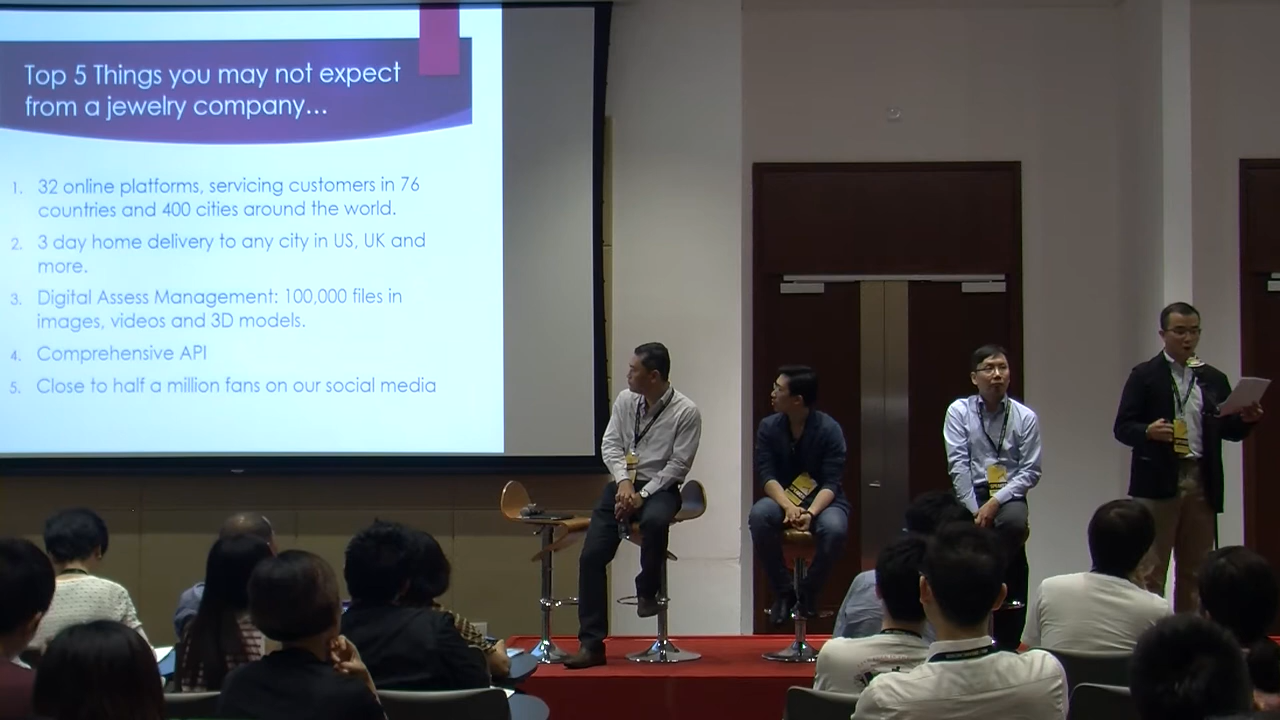 Top 5 Things you may not expect
from a jewelry company...
1. 32 online platforms, servicing customers in 76
countries and 400 cities around the world.
2. 3 day home delivery to any city in US, UK and
more.
3. Digital Assess Management: 100,000 files in
images, videos and 3D models.
4. Comprehensive API
5. Close to half a million fans on our social media